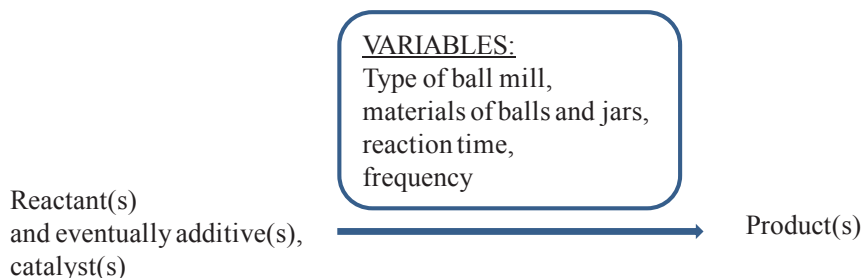 VARIABLES:
Type of ball mill,
materials of balls and jars,
reaction time,
frequency
Reactant(s)
and eventually additive(s),
catalyst(s)
Product(s)